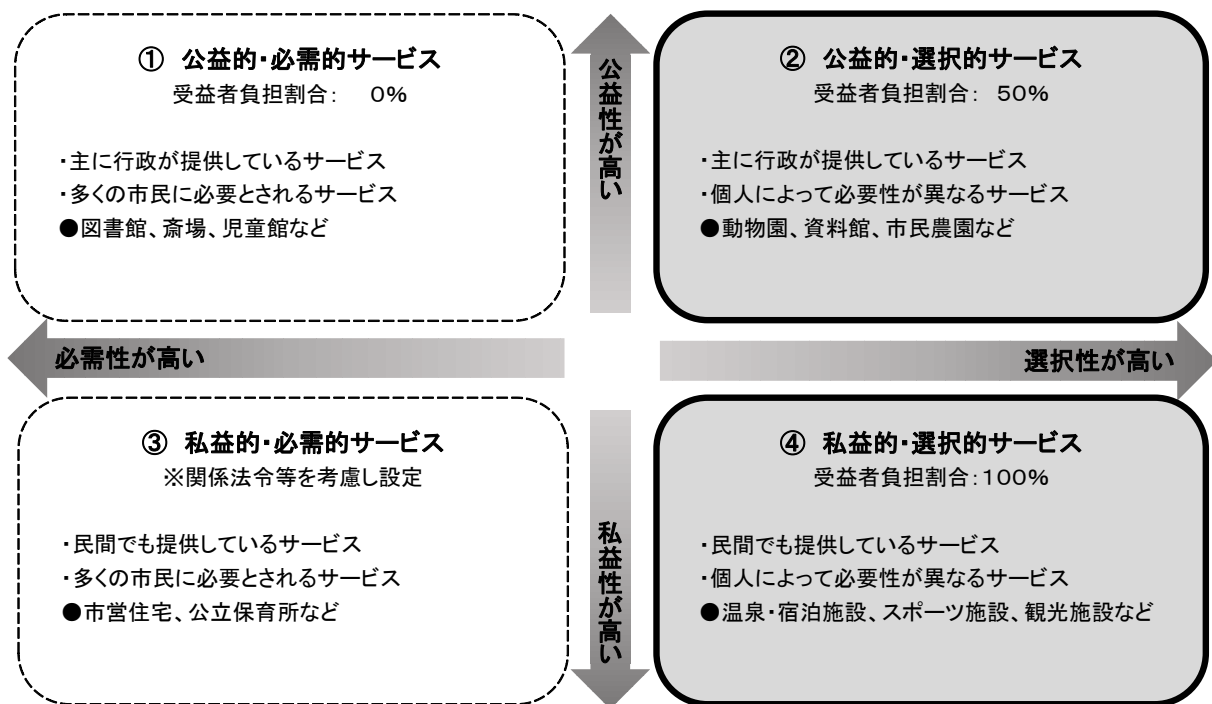 ① 公益的・必需的サービス
受益者負担割合： 0％
・主に行政が提供しているサービス
・多くの市民に必要とされるサービス
●図書館、斎場、児童館など
公益性が高い
② 公益的・選択的サービス
受益者負担割合： 50％
・主に行政が提供しているサービス
・個人によって必要性が異なるサービス
●動物園、資料館、市民農園など
必需性が高い
選択性が高い
③ 私益的・必需的サービス
※関係法令等を考慮し設定
・民間でも提供しているサービス
・多くの市民に必要とされるサービス
●市営住宅、公立保育所など
私益性が高い
④ 私益的・選択的サービス
受益者負担割合：100％
・民間でも提供しているサービス
・個人によって必要性が異なるサービス
●温泉・宿泊施設、スポーツ施設、観光施設など